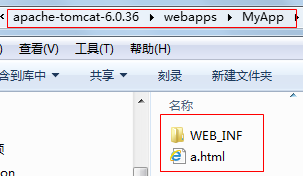 apache-tomcat-6.0.36 ▸ webapps ▸ MyApp ▸
查看(V) 工具(T) 帮助(H)
含到库中 共享 刻录 新建文件夹
名称
WEB_INF
a.html